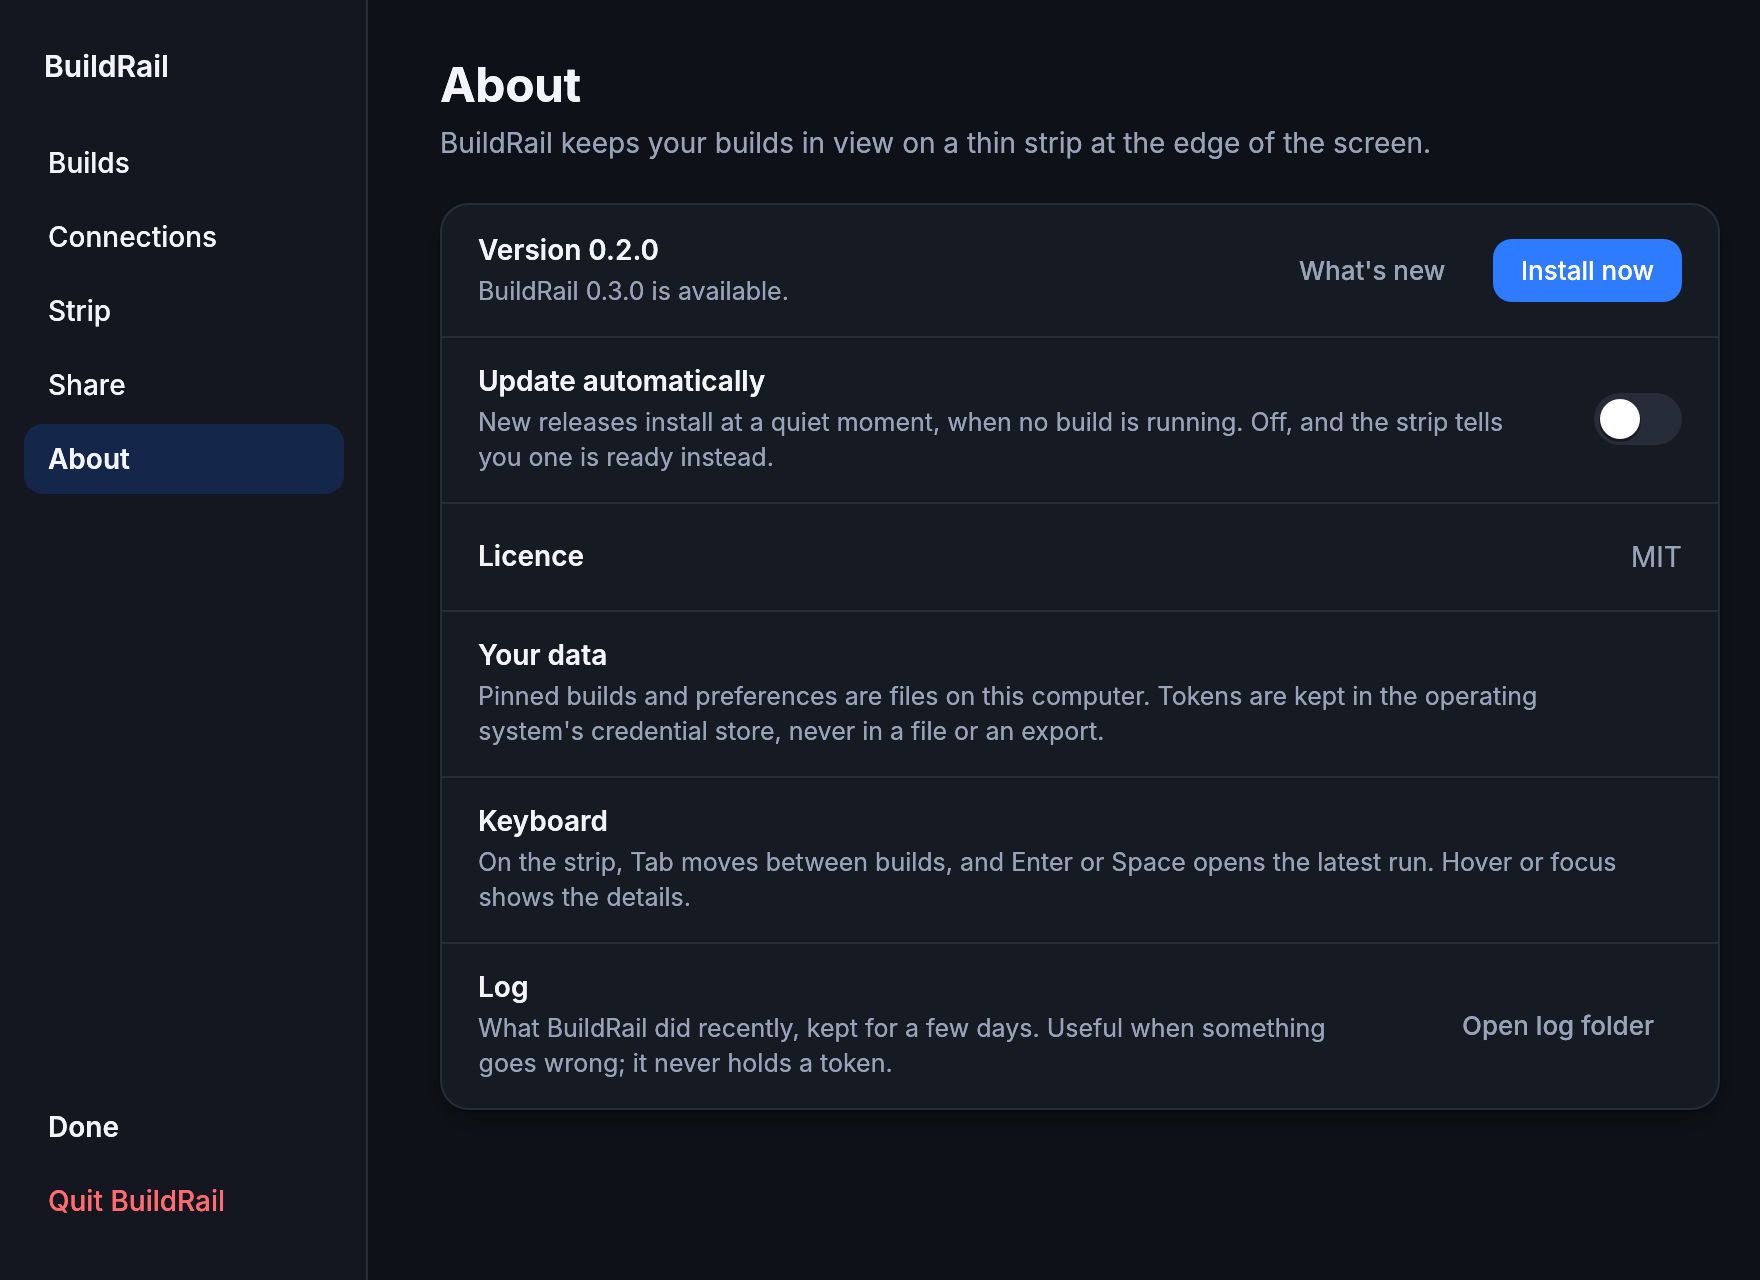 BuildRail
Builds
Connections
Strip
Share
About
Done
Quit BuildRail
About
BuildRail keeps your builds in view on a thin strip at the edge of the screen.
Version 0.2.0
BuildRail 0.3.0 is available.
What's new
Install now
Update automatically
New releases install at a quiet moment, when no build is running. Off, and the strip tells
you one is ready instead.
Licence
MIT
Your data
Pinned builds and preferences are files on this computer. Tokens are kept in the operating
system's credential store, never in a file or an export.
Keyboard
On the strip, Tab moves between builds, and Enter or Space opens the latest run. Hover or focus
shows the details.
Log
What BuildRail did recently, kept for a few days. Useful when something
goes wrong; it never holds a token.
Open log folder